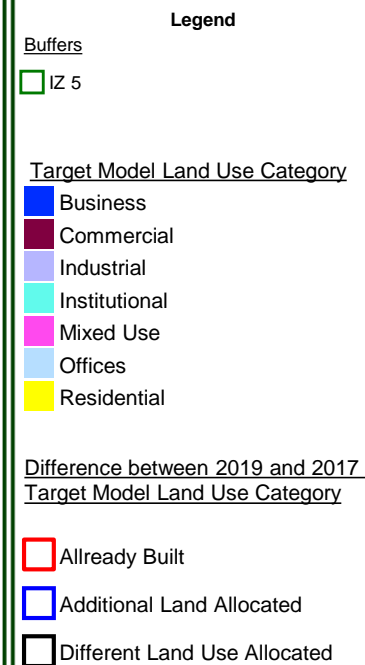 Legend
Buffers
IZ 5
Target Model Land Use Category
Business
Commercial
Industrial
Institutional
Mixed Use
Offices
Residential
Difference between 2019 and 2017
Target Model Land Use Category
Allready Built
Additional Land Allocated
Different Land Use Allocated